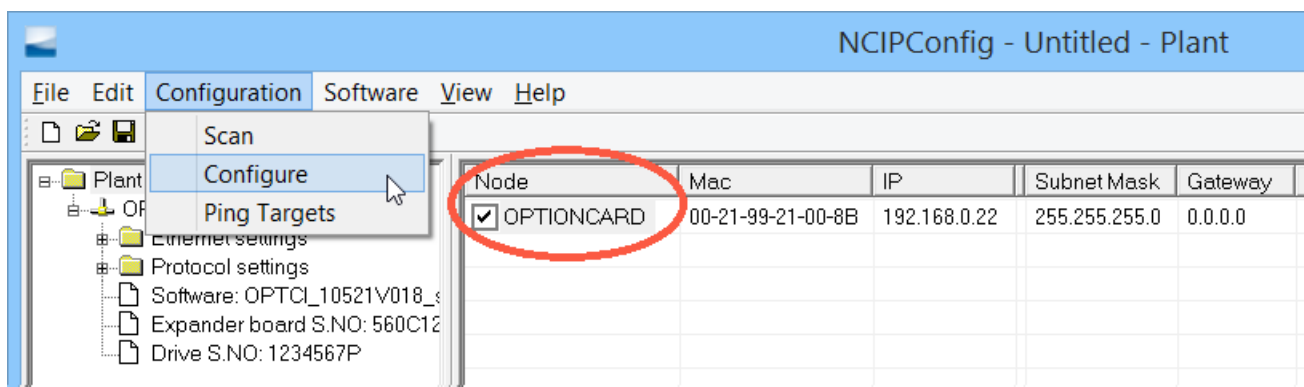 NCIPConfig - Untitled - Plant
File Edit Configuration Software View Help
Scan
Configure
Ping Targets
Plant
Ethernet settings
Protocol settings
Software: OPTCI_10521V018_s
Expander board S.NO: 560C12
Drive S.NO: 1234567P
Node Mac IP Subnet Mask Gateway
OPTIONCARD 00-21-99-21-00-8B 192.168.0.22 255.255.255.0 0.0.0.0